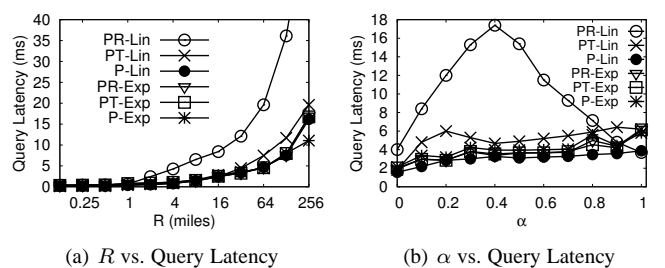 Query Latency (ms)
40
35
30
25
20
15
10
5
0
PR-Lin
PT-Lin
P-Lin
PR-Exp
PT-Exp
P-Exp
0.25 1 4 16 64 256
R (miles)
(a) R vs. Query Latency
Query Latency (ms)
18
16
14
12
10
8
6
4
2
0
PR-Lin
PT-Lin
P-Lin
PR-Exp
PT-Exp
P-Exp
0 0.2 0.4 0.6 0.8 1
α
(b) α vs. Query Latency